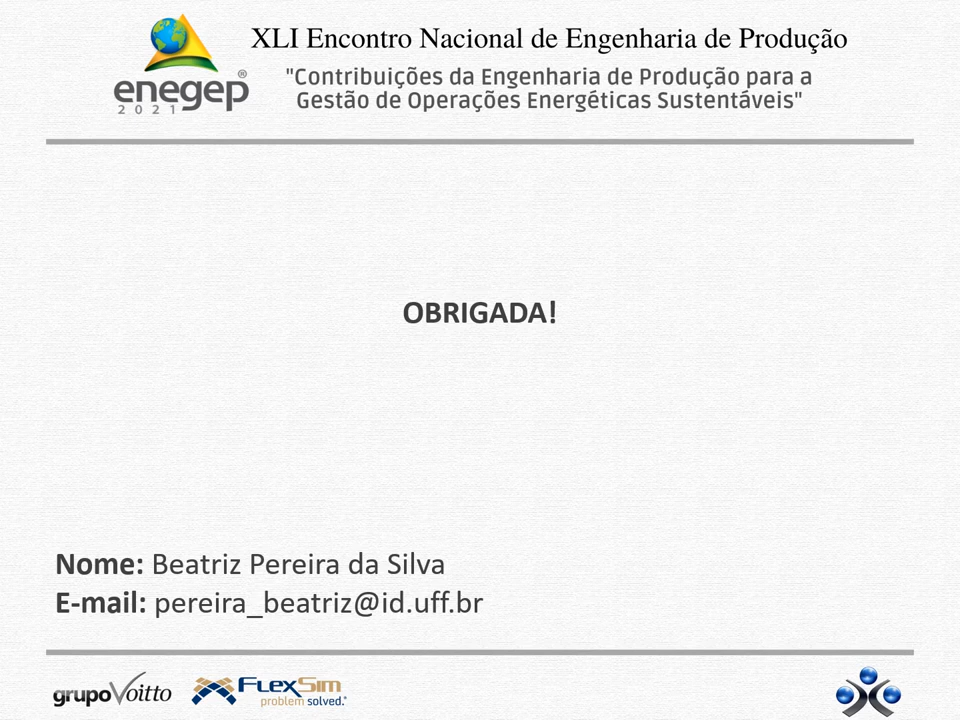 XLI Encontro Nacional de Engenharia de Produção
"Contribuições da Engenharia de Produção para a
Gestão de Operações Energéticas Sustentáveis"
enegep®
2021
OBRIGADA!
Nome: Beatriz Pereira da Silva
E-mail: pereira_beatriz@id.uff.br
grupoVoitto
FLEXSIM
problem solved.®